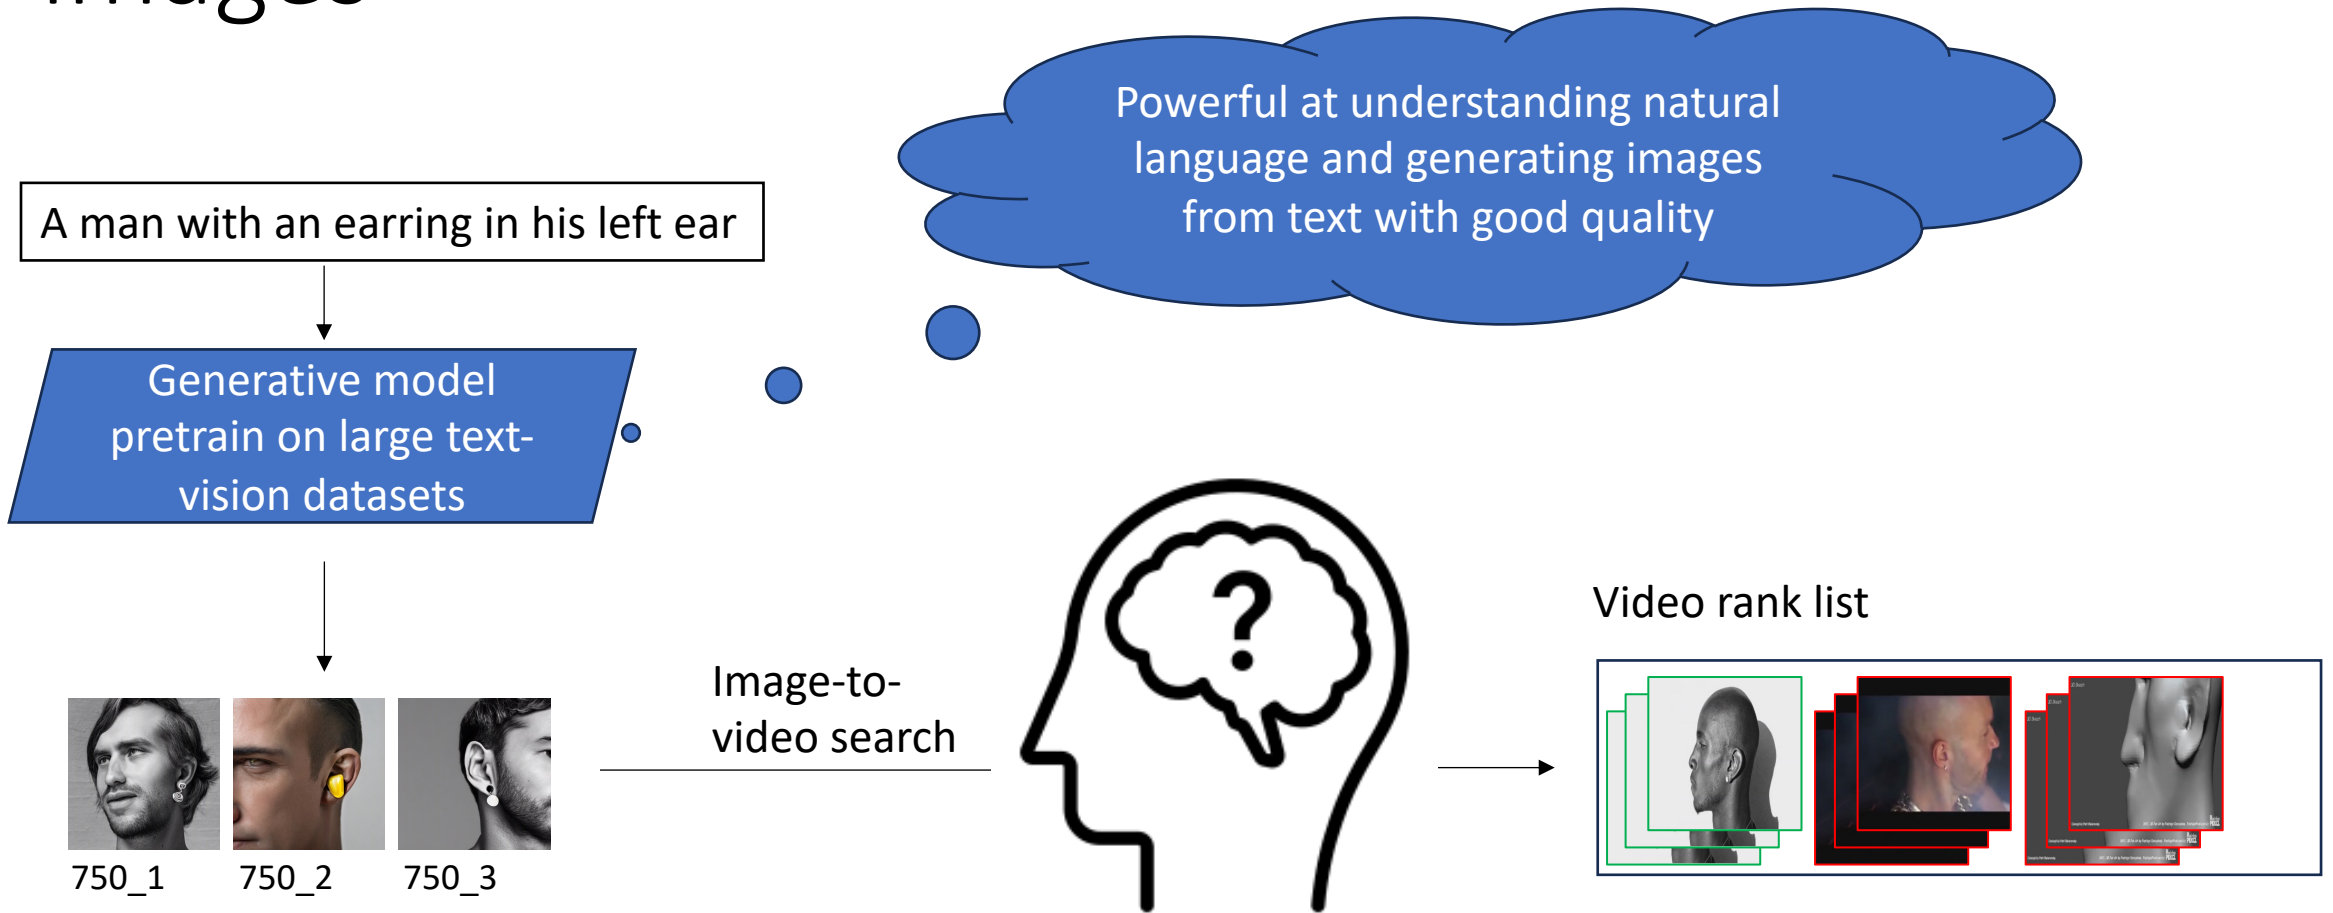 Images
Powerful at understanding natural
language and generating images
from text with good quality
A man with an earring in his left ear
Generative model
pretrain on large text-
vision datasets
?
Video rank list
Image-to-
video search
750_1
750_2
750_3